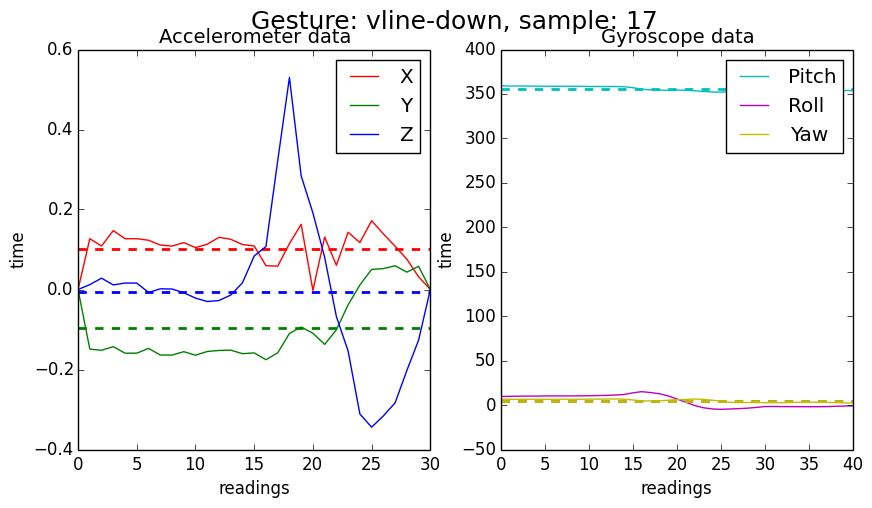 Gesture: vline-down, sample: 17
Accelerometer data
Gyroscope data
0.6
0.4
0.2
0.0
−0.2
−0.4
time
X
Y
Z
0 5 10 15 20 25 30
readings
400
350
300
250
200
150
100
50
0
−50
time
Pitch
Roll
Yaw
0 5 10 15 20 25 30 35 40
readings